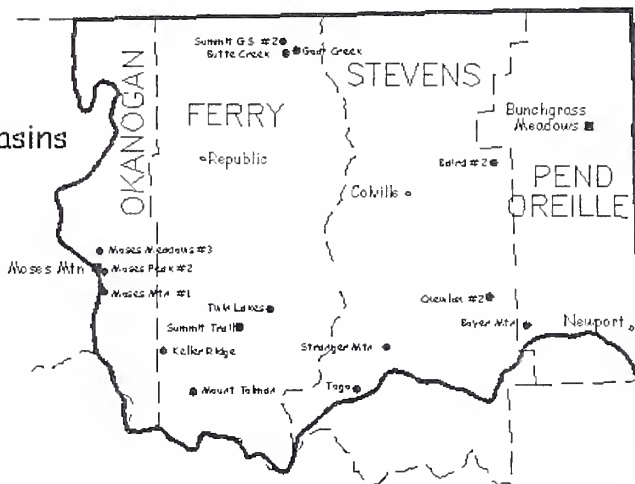 Summit G.S. #2
Butte Creek
Goat Creek
OKANOGAN
FERRY
STEVENS
Bunchgrass
Meadows
asins
Republic
Baird #2
Colville
PEND
OREILLE
Moses Meadows #3
Moses Mtn
Moses Peak #2
Moses Mtn #1
Twin Lakes
Summit Trail
Boyer Mtn
Newport
Keller Ridge
Stranger Mtn
Mount Tolman
Togo